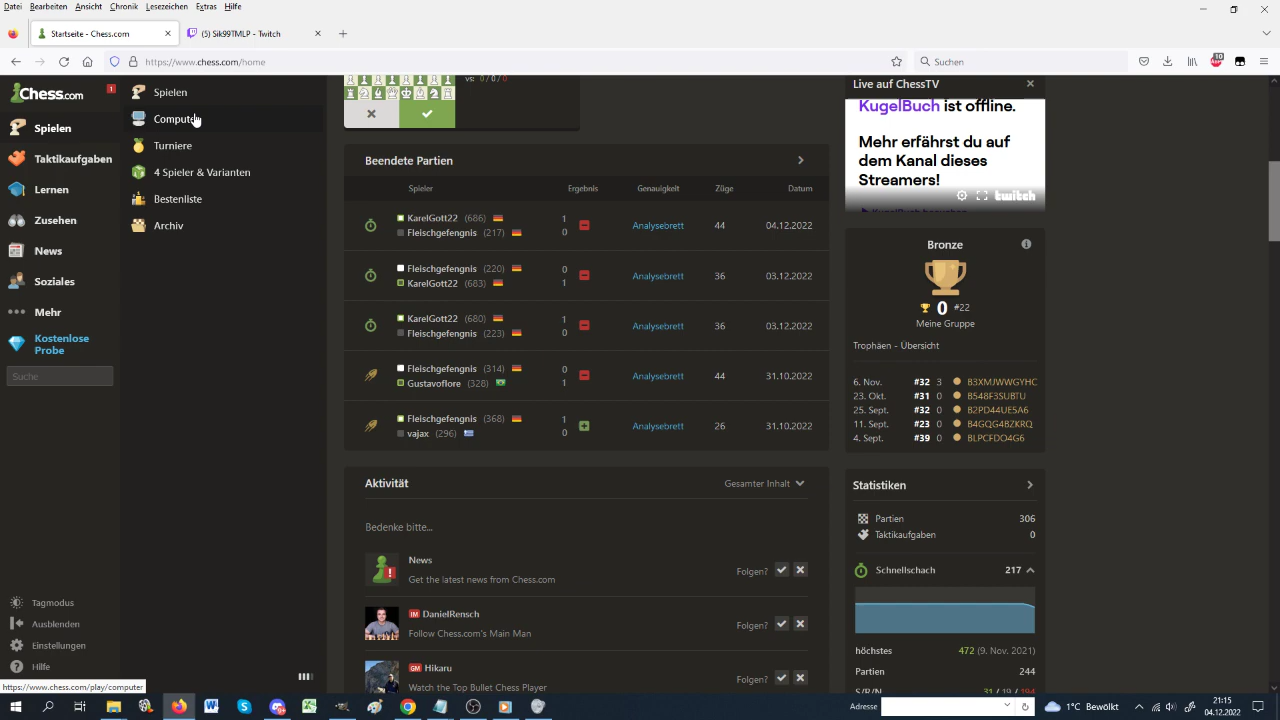 Datei Bearbeiten Ansicht Chronik Lesezeichen Extras Hilfe
Startseite - Chess.com
(5) Sik99TMLP - Twitch
https://www.chess.com/home
Suchen
10
Chess.com
1
Spielen
Taktikaufgaben
Lernen
Zusehen
News
Soziales
Mehr
Kostenlose
Probe
Suche
Tagmodus
Ausblenden
Einstellungen
Hilfe
Spielen
Computer
Turniere
4 Spieler & Varianten
Bestenliste
Archiv
vs: 0 / 0 / 0
Beendete Partien
Spieler Ergebnis Genauigkeit Züge Datum
KarelGott22 (686) 1
Fleischgefengnis (217) 0
Analysebrett 44 04.12.2022
Fleischgefengnis (220) 0
KarelGott22 (683) 1
Analysebrett 36 03.12.2022
KarelGott22 (680) 1
Fleischgefengnis (223) 0
Analysebrett 36 03.12.2022
Fleischgefengnis (314) 0
Gustavoflore (328) 1
Analysebrett 44 31.10.2022
Fleischgefengnis (368) 1
vajax (296) 0
Analysebrett 26 31.10.2022
Aktivität
Gesamter Inhalt
Bedenke bitte...
News
Get the latest news from Chess.com
Folgen?
IM DanielRensch
Follow Chess.com's Main Man
Folgen?
GM Hikaru
Watch the Top Bullet Chess Player
Folgen?
Live auf ChessTV
KugelBuch ist offline.
Mehr erfährst du auf
dem Kanal dieses
Streamers!
twitch
Bronze
0 #22
Meine Gruppe
Trophäen - Übersicht
6. Nov. #32 3 B3XMJWWGYHC
23. Okt. #31 0 B548F3SUBTU
25. Sept. #32 0 B2PD44UE5A6
11. Sept. #23 0 B4GQG4BZKRQ
4. Sept. #39 0 BLPCFDO4G6
Statistiken
Partien 306
Taktikaufgaben 0
Schnellschach 217
höchstes 472 (9. Nov. 2021)
Partien 244
S/R/N 31 / 19 / 194
https://www.chess.com/play/computer
Adresse
1°C Bewölkt
21:15
04.12.2022